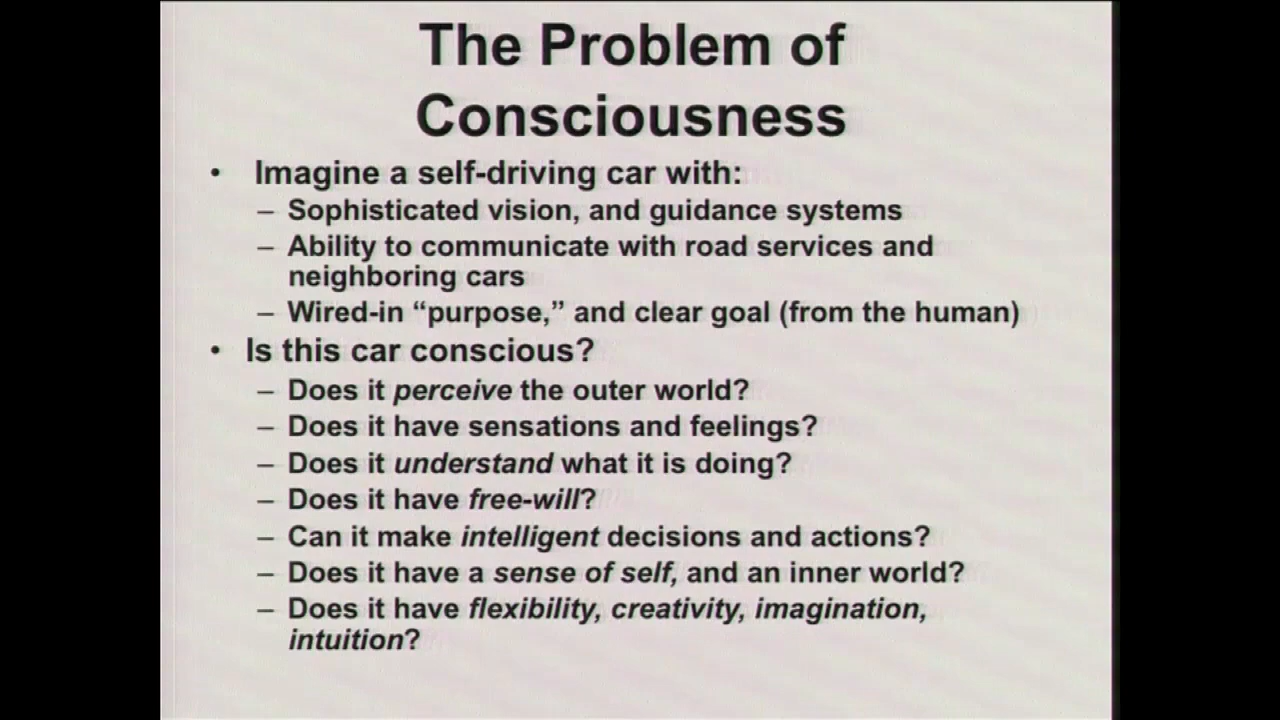 The Problem of
Consciousness
• Imagine a self-driving car with:
– Sophisticated vision, and guidance systems
– Ability to communicate with road services and
neighboring cars
– Wired-in “purpose,” and clear goal (from the human)
• Is this car conscious?
– Does it perceive the outer world?
– Does it have sensations and feelings?
– Does it understand what it is doing?
– Does it have free-will?
– Can it make intelligent decisions and actions?
– Does it have a sense of self, and an inner world?
– Does it have flexibility, creativity, imagination,
intuition?